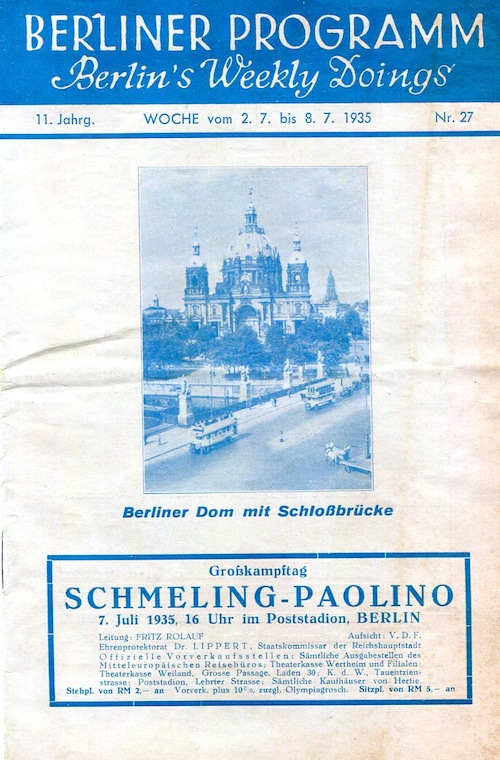 BERLINER PROGRAMM
Berlin's Weekly Doings
11. Jahrg. WOCHE vom 2. 7. bis 8. 7. 1935 Nr. 27
Berliner Dom mit Schloßbrücke
Großkampftag
SCHMELING-PAOLINO
7. Juli 1935, 16 Uhr im Poststadion, BERLIN
Leitung: FRITZ ROLAUF Aufsicht: V. D. F.
Ehrenprotektorat Dr. LIPPERT, Staatskommissar der Reichshauptstadt
Offizielle Vorverkaufsstellen: Sämtliche Ausgabestellen des
Mitteleuropäischen Reisebüros; Theaterkasse Wertheim und Filialen;
Theaterkasse Weiland, Grosse Passage, Laden 30; K. d. W., Tauentzien-
strasse; Poststadion, Lehrter Strasse; Sämtliche Kaufhäuser von Hertie.
Stehpl. von RM 2,— an Vorverk. plus 10%, zuzgl. Olympiagrosch. Sitzpl. von RM 5,— an